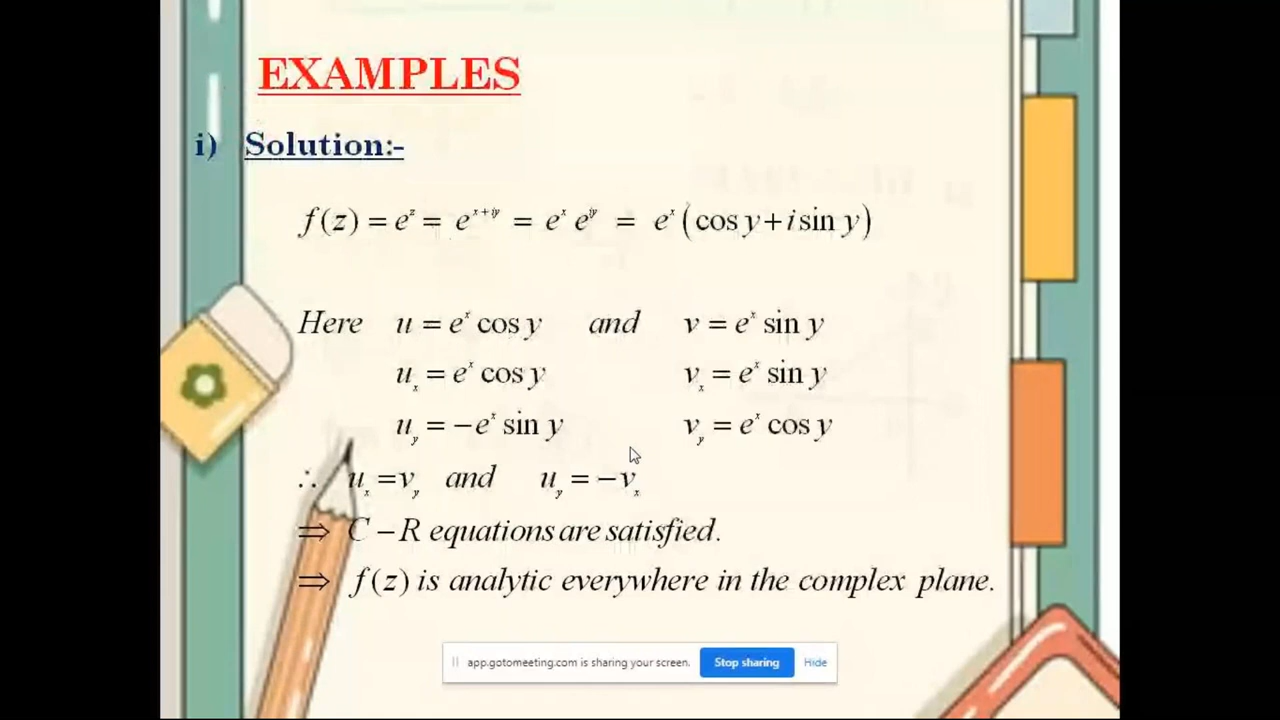 EXAMPLES
i) Solution:-
f(z) = e^z = e^{x+iy} = e^x e^{iy} = e^x (cos y + i sin y)
Here u = e^x cos y and v = e^x sin y
u_x = e^x cos y v_x = e^x sin y
u_y = −e^x sin y v_y = e^x cos y
∴ u_x = v_y and u_y = −v_x
⇒ C − R equations are satisfied.
⇒ f(z) is analytic everywhere in the complex plane.
app.gotomeeting.com is sharing your screen. Stop sharing Hide